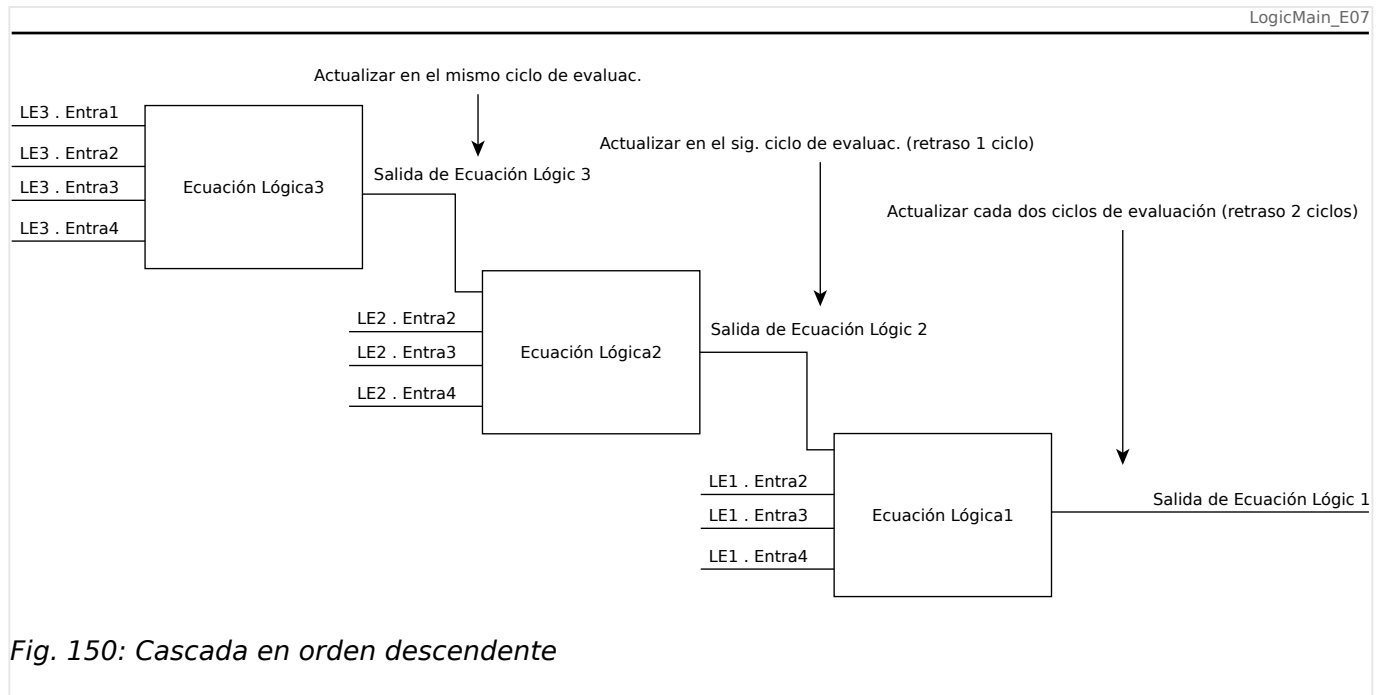 LogicMain_E07
Actualizar en el mismo ciclo de evaluac.
LE3 . Entra1
LE3 . Entra2
LE3 . Entra3
LE3 . Entra4
Ecuación Lógica3
Salida de Ecuación Lógic 3
Actualizar en el sig. ciclo de evaluac. (retraso 1 ciclo)
LE2 . Entra2
LE2 . Entra3
LE2 . Entra4
Ecuación Lógica2
Salida de Ecuación Lógic 2
Actualizar cada dos ciclos de evaluación (retraso 2 ciclos)
LE1 . Entra2
LE1 . Entra3
LE1 . Entra4
Ecuación Lógica1
Salida de Ecuación Lógic 1
Fig. 150: Cascada en orden descendente